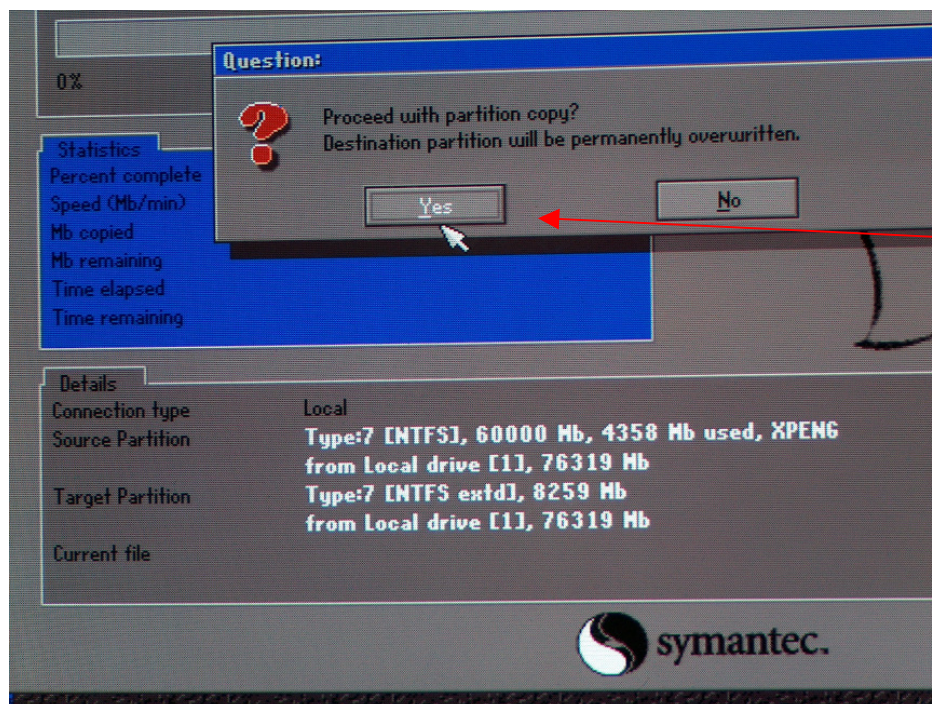 0%
Question:
Proceed with partition copy?
Destination partition will be permanently overwritten.
Yes
No
Statistics
Percent complete
Speed (Mb/min)
Mb copied
Mb remaining
Time elapsed
Time remaining
Details
Connection type Local
Source Partition Type:7 [NTFS], 60000 Mb, 4358 Mb used, XPENG
from Local drive [1], 76319 Mb
Target Partition Type:7 [NTFS extd], 8259 Mb
from Local drive [1], 76319 Mb
Current file
symantec.